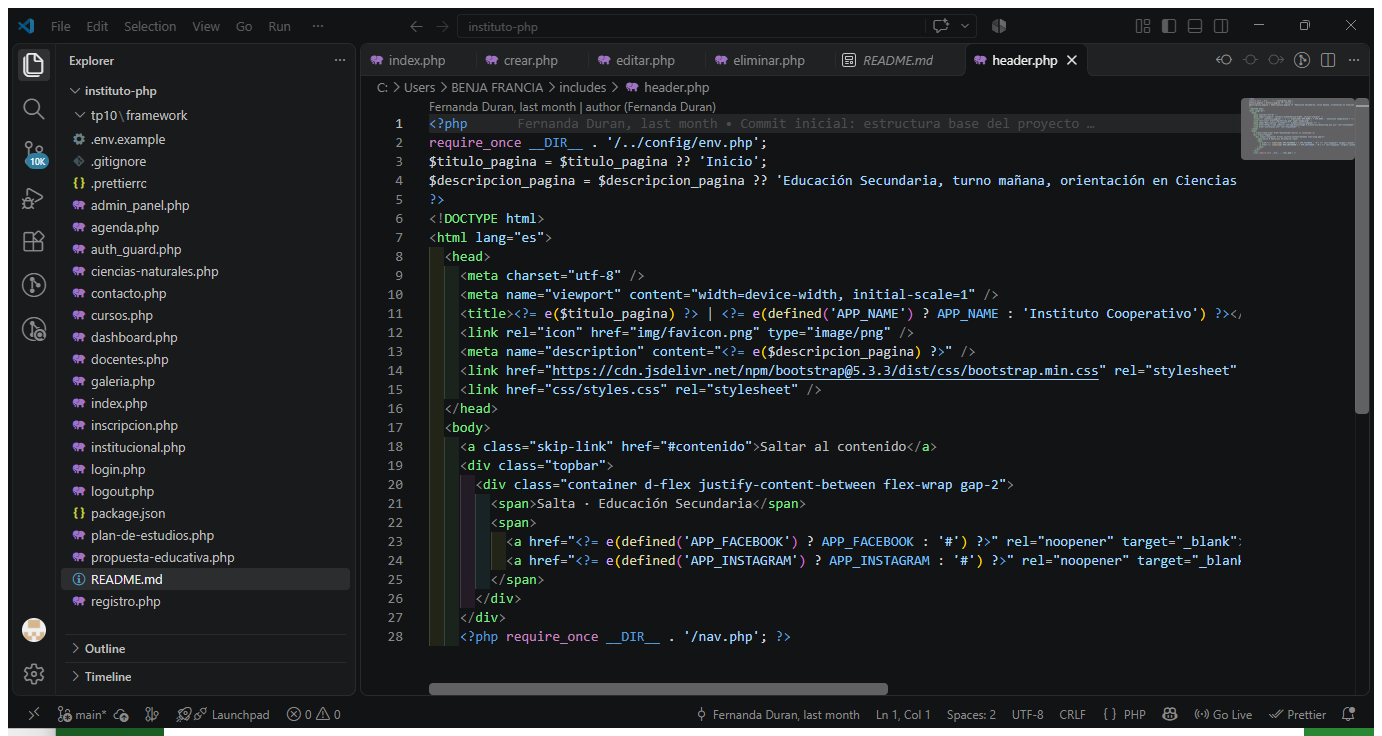 File Edit Selection View Go Run ··· instituto-php
Explorer ···
instituto-php
tp10\framework
.env.example
.gitignore
.prettierrc
admin_panel.php
agenda.php
auth_guard.php
ciencias-naturales.php
contacto.php
cursos.php
dashboard.php
docentes.php
galeria.php
index.php
inscripcion.php
institucional.php
login.php
logout.php
package.json
plan-de-estudios.php
propuesta-educativa.php
README.md
registro.php
Outline
Timeline
10K
index.php crear.php editar.php eliminar.php README.md header.php
C: > Users > BENJA FRANCIA > includes > header.php
Fernanda Duran, last month | author (Fernanda Duran)
1 <?php Fernanda Duran, last month • Commit inicial: estructura base del proyecto …
2 require_once __DIR__ . '/../config/env.php';
3 $titulo_pagina = $titulo_pagina ?? 'Inicio';
4 $descripcion_pagina = $descripcion_pagina ?? 'Educación Secundaria, turno mañana, orientación en Ciencias
5 ?>
6 <!DOCTYPE html>
7 <html lang="es">
8 <head>
9 <meta charset="utf-8" />
10 <meta name="viewport" content="width=device-width, initial-scale=1" />
11 <title><?= e($titulo_pagina) ?> | <?= e(defined('APP_NAME') ? APP_NAME : 'Instituto Cooperativo') ?></
12 <link rel="icon" href="img/favicon.png" type="image/png" />
13 <meta name="description" content="<?= e($descripcion_pagina) ?>" />
14 <link href="https://cdn.jsdelivr.net/npm/bootstrap@5.3.3/dist/css/bootstrap.min.css" rel="stylesheet"
15 <link href="css/styles.css" rel="stylesheet" />
16 </head>
17 <body>
18 <a class="skip-link" href="#contenido">Saltar al contenido</a>
19 <div class="topbar">
20 <div class="container d-flex justify-content-between flex-wrap gap-2">
21 <span>Salta · Educación Secundaria</span>
22 <span>
23 <a href="<?= e(defined('APP_FACEBOOK') ? APP_FACEBOOK : '#') ?>" rel="noopener" target="_blank">
24 <a href="<?= e(defined('APP_INSTAGRAM') ? APP_INSTAGRAM : '#') ?>" rel="noopener" target="_blank
25 </span>
26 </div>
27 </div>
28 <?php require_once __DIR__ . '/nav.php'; ?>
main* Launchpad 0 0 Fernanda Duran, last month Ln 1, Col 1 Spaces: 2 UTF-8 CRLF { } PHP Go Live Prettier